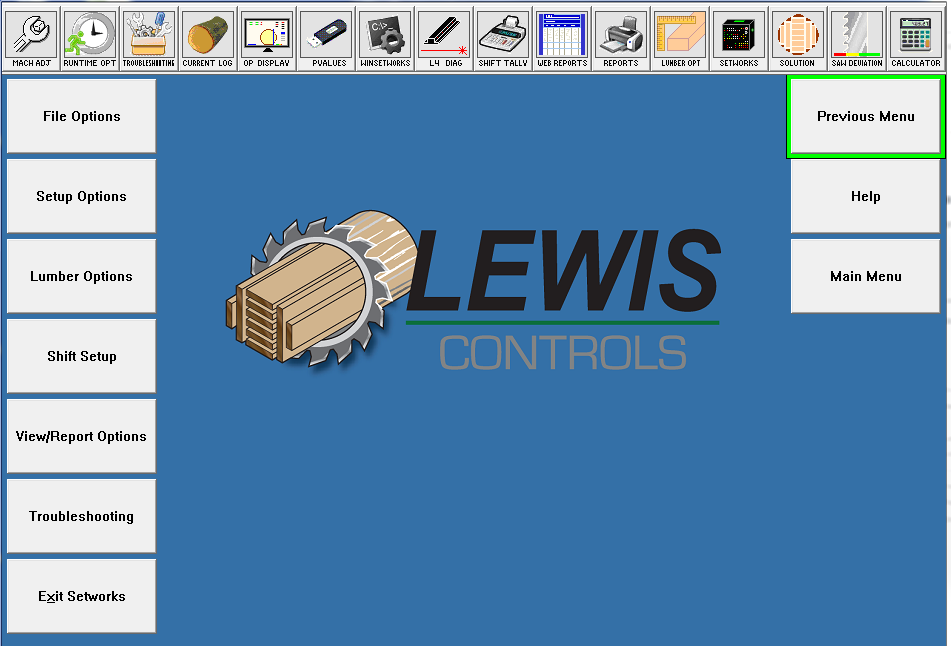 MACH ADJ
RUNTIME OPT
TROUBLESHOOTING
CURRENT LOG
OP DISPLAY
PVALUES
WINSETWORKS
L4 DIAG
SHIFT TALLY
WEB REPORTS
REPORTS
LUMBER OPT
SETWORKS
SOLUTION
SAW DEVIATION
CALCULATOR
C:\>
File Options
Previous Menu
Setup Options
Help
Lumber Options
Main Menu
Shift Setup
View/Report Options
Troubleshooting
Exit Setworks
LEWIS
CONTROLS